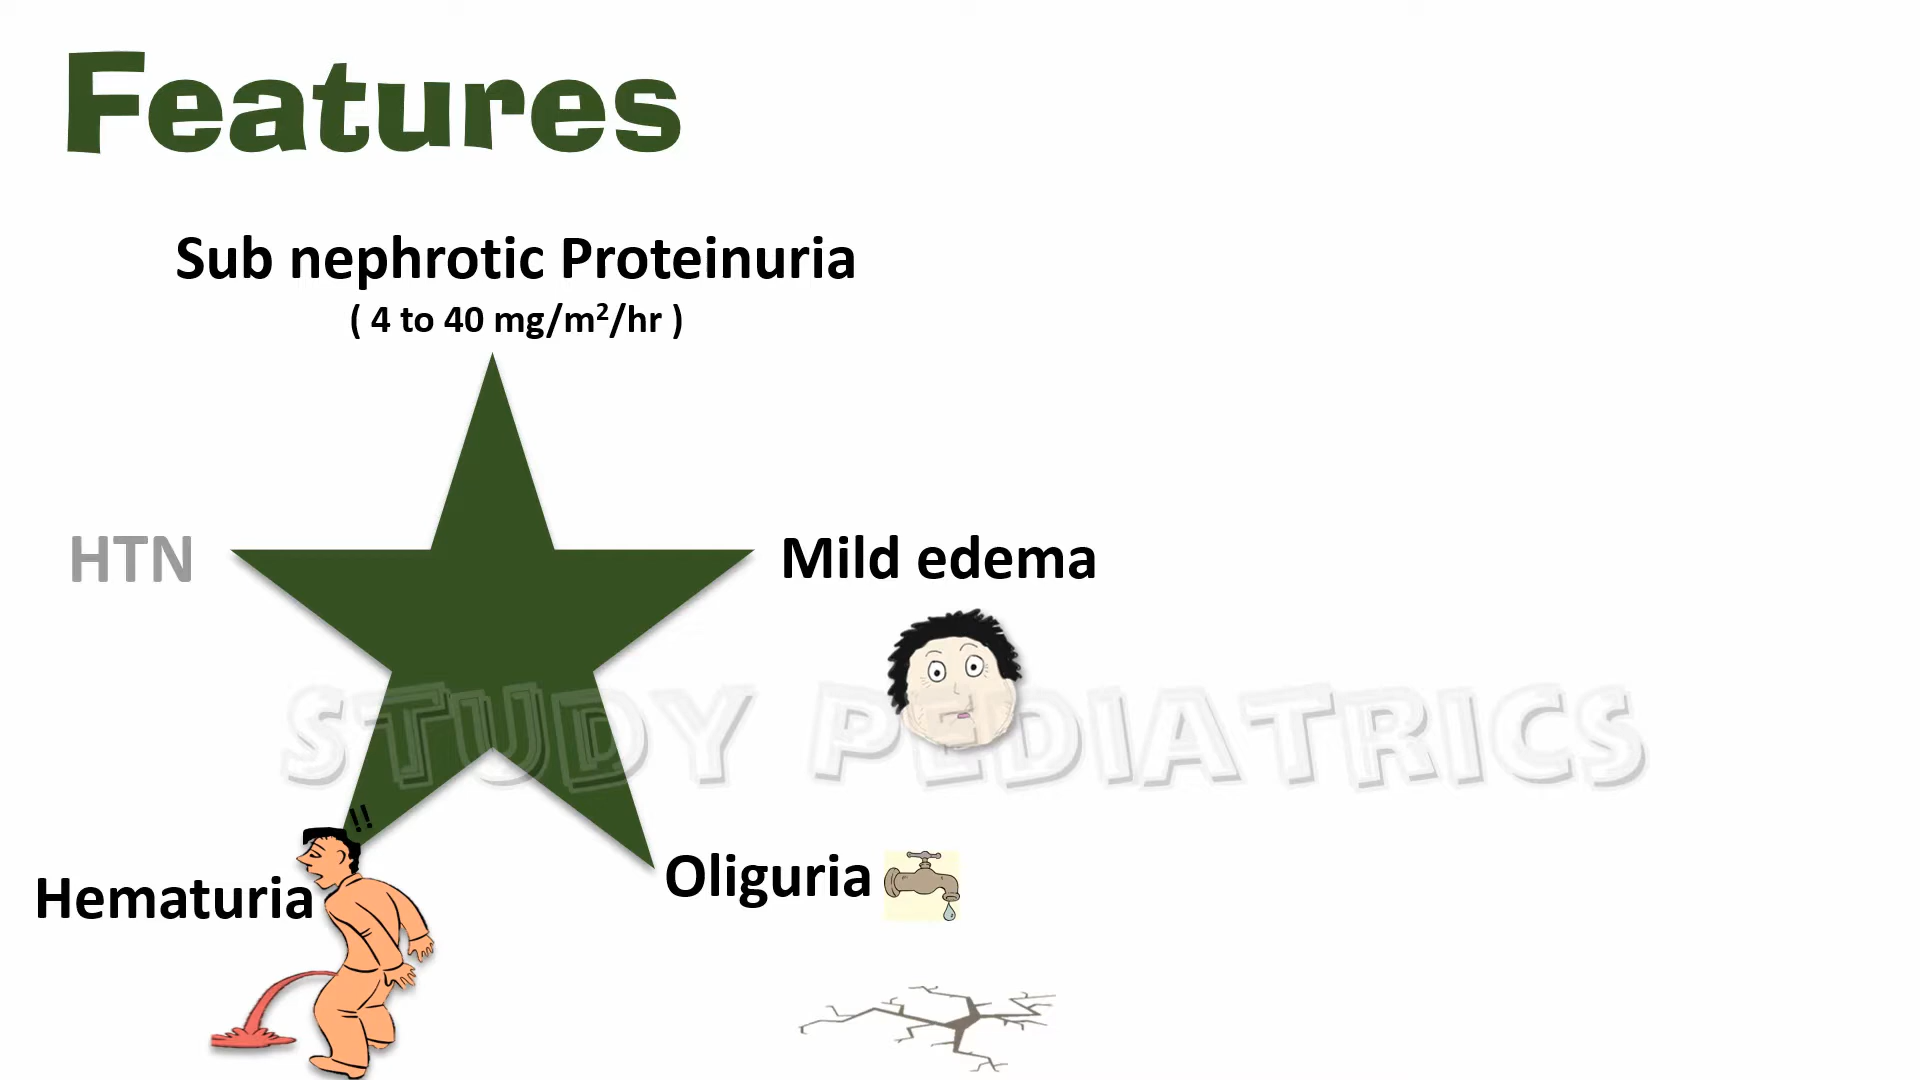 Features
Sub nephrotic Proteinuria
( 4 to 40 mg/m²/hr )
HTN
Mild edema
STUDY PEDIATRICS
!!
Hematuria
Oliguria